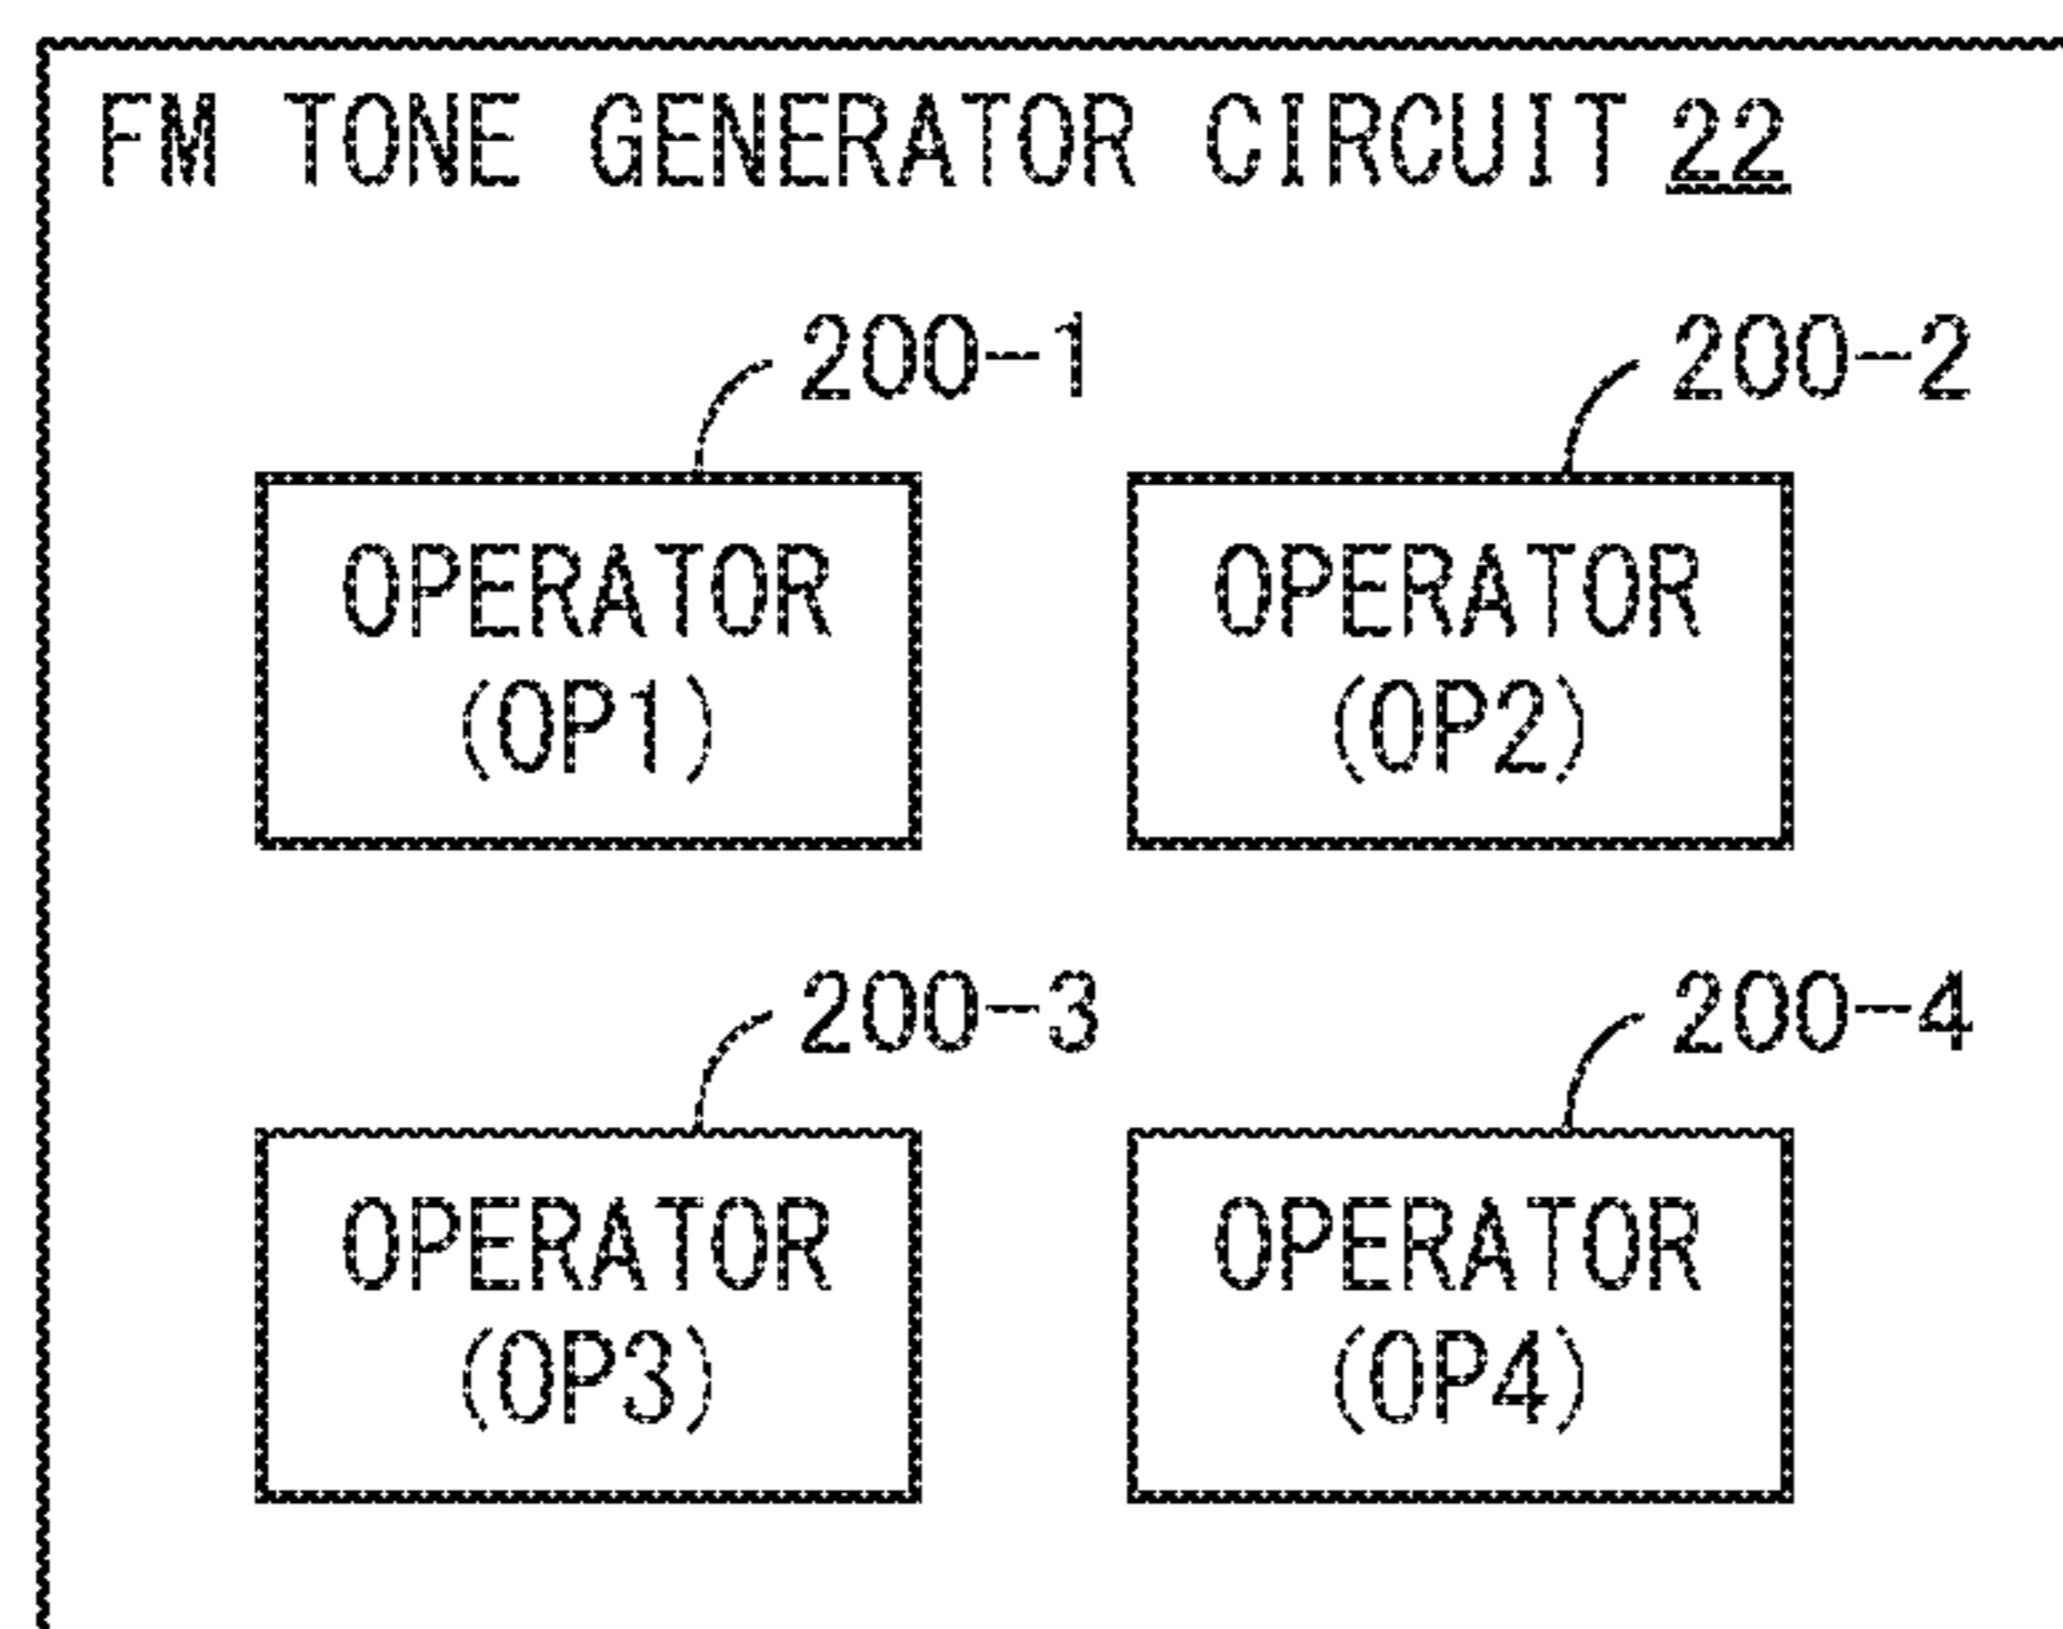 FM TONE GENERATOR CIRCUIT 22
200-1
200-2
OPERATOR
(OP1)
OPERATOR
(OP2)
200-3
200-4
OPERATOR
(OP3)
OPERATOR
(OP4)